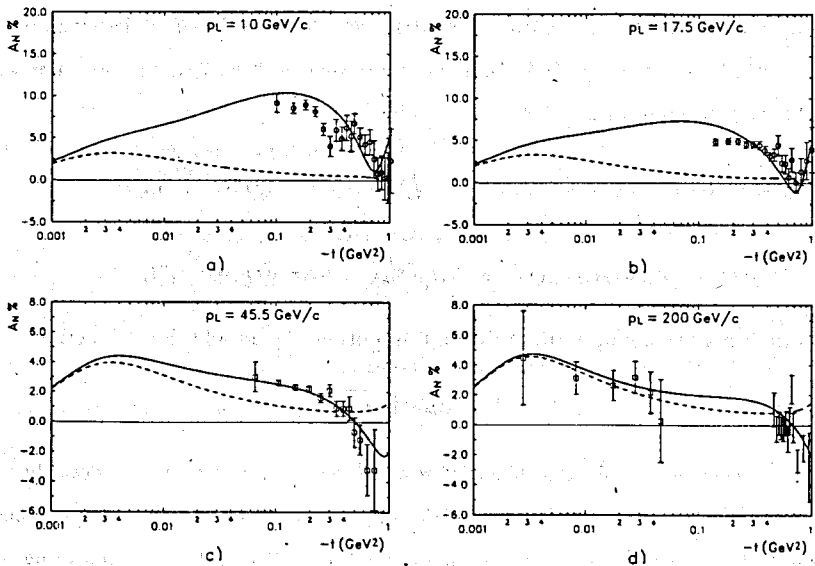 p_L = 10 GeV/c
A_N %
20.0
15.0
10.0
5.0
0.0
−5.0
0.001 2 3 4 0.01 2 3 4 0.1 2 3 4 1
−t (GeV²)
a)
p_L = 17.5 GeV/c
A_N %
20.0
15.0
10.0
5.0
0.0
−5.0
0.001 2 3 4 0.01 2 3 4 0.1 2 3 4 1
−t (GeV²)
b)
p_L = 45.5 GeV/c
A_N %
8.0
6.0
4.0
2.0
0.0
−2.0
−4.0
−6.0
0.001 2 3 4 0.01 2 3 4 0.1 2 3 4 1
−t (GeV²)
c)
p_L = 200 GeV/c
A_N %
8.0
6.0
4.0
2.0
0.0
−2.0
−4.0
−6.0
0.001 2 3 4 0.01 2 3 4 0.1 2 3 4 1
−t (GeV²)
d)